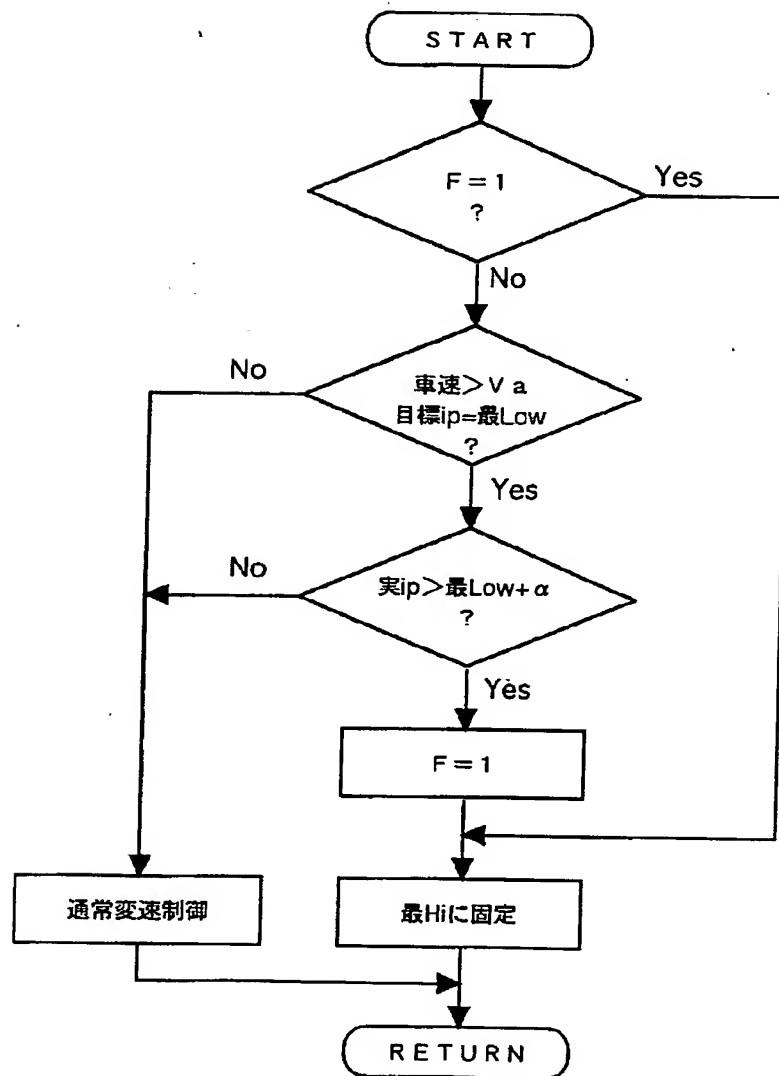 START
F=1
?
Yes
No
車速>Va
目標ip=最Low
?
No
Yes
実ip>最Low+α
?
No
Yes
F=1
通常変速制御
最Hiに固定
RETURN